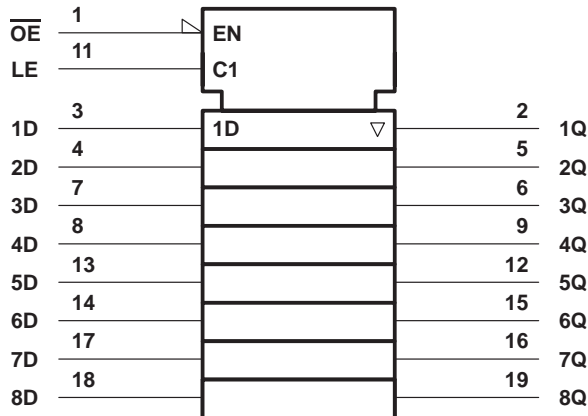 1
OE EN
11
LE C1
3 2
1D 1D 1Q
4 5
2D 2Q
7 6
3D 3Q
8 9
4D 4Q
13 12
5D 5Q
14 15
6D 6Q
17 16
7D 7Q
18 19
8D 8Q